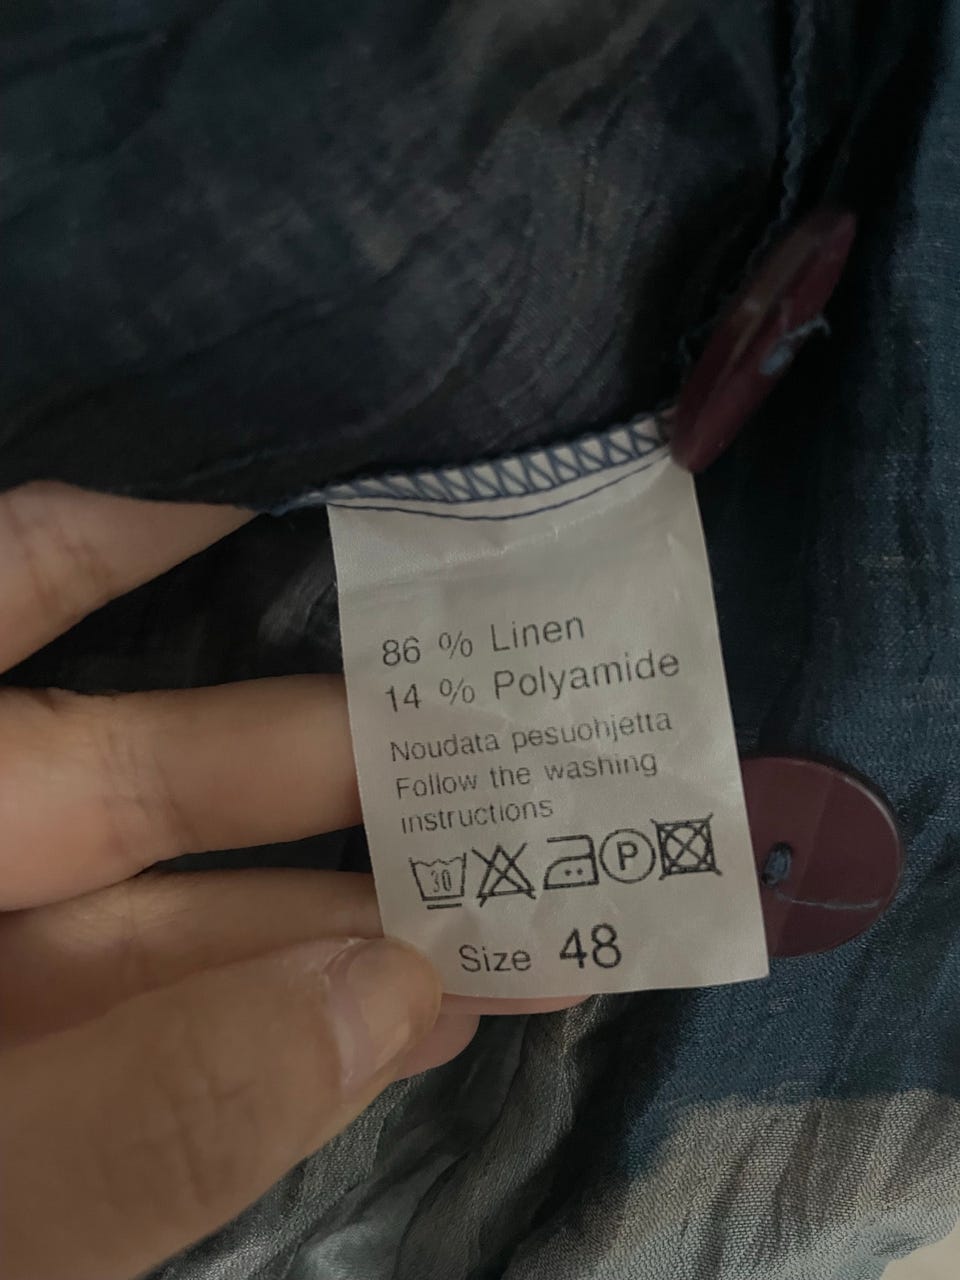 86 % Linen
14 % Polyamide
Noudata pesuohjetta
Follow the washing
instructions
30 P
Size 48